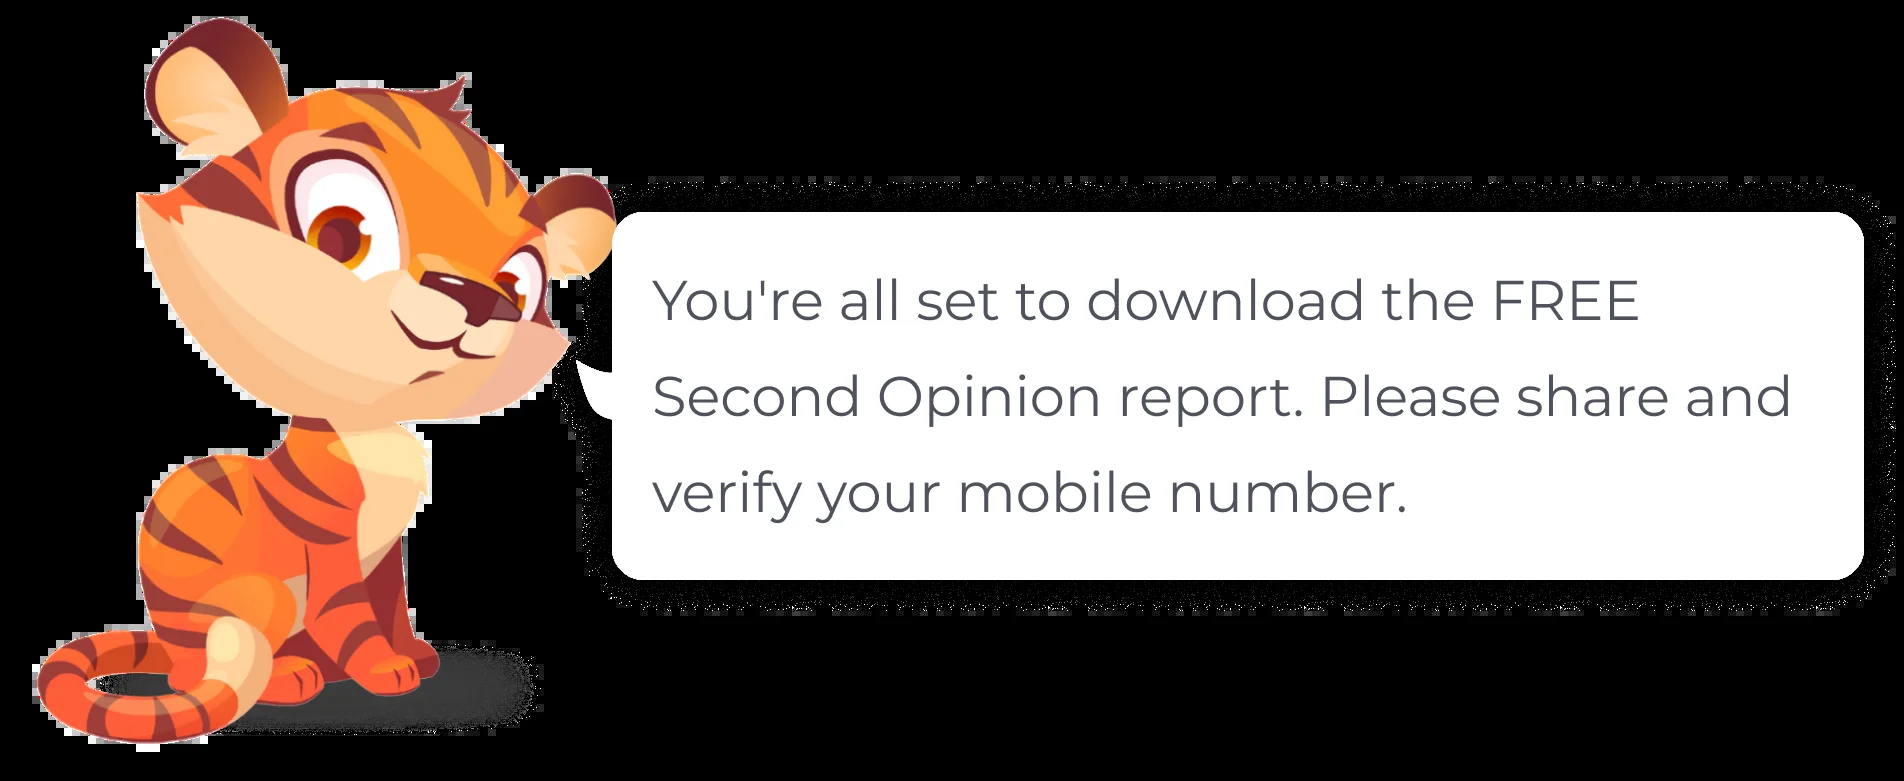 You're all set to download the FREE
Second Opinion report. Please share and
verify your mobile number.